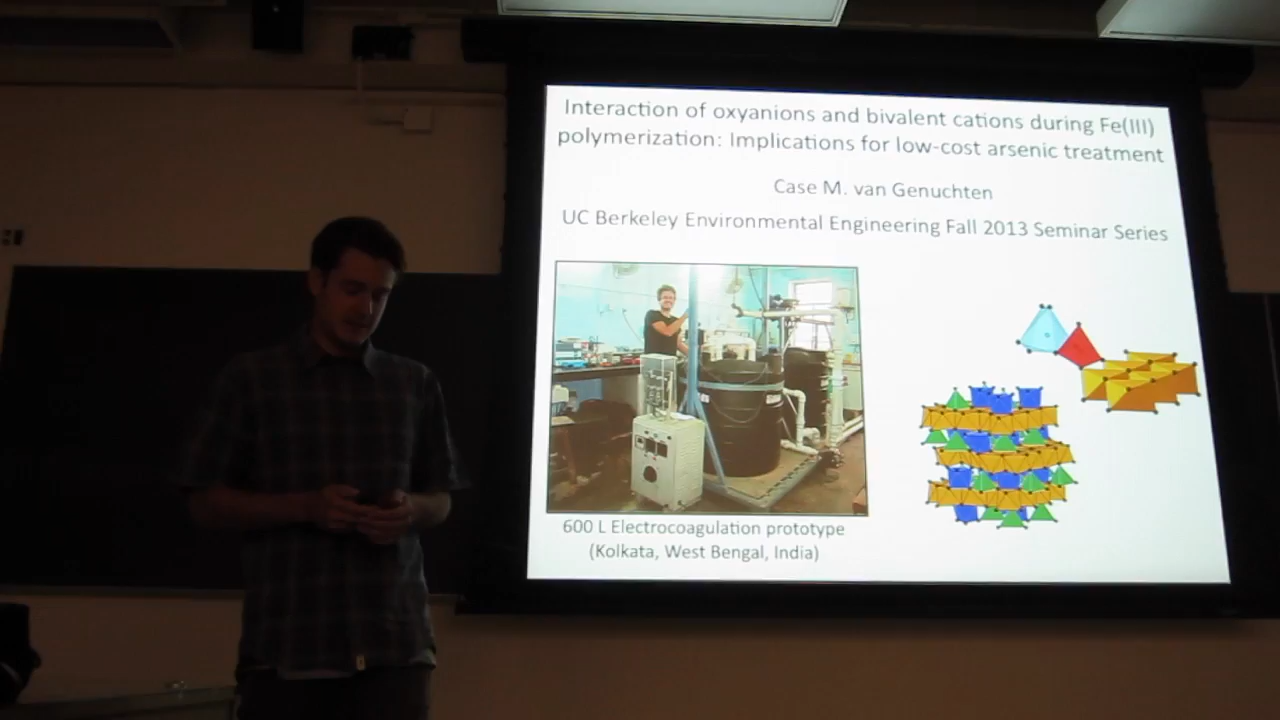 Interaction of oxyanions and bivalent cations during Fe(III)
polymerization: Implications for low-cost arsenic treatment
Case M. van Genuchten
UC Berkeley Environmental Engineering Fall 2013 Seminar Series
600 L Electrocoagulation prototype
(Kolkata, West Bengal, India)